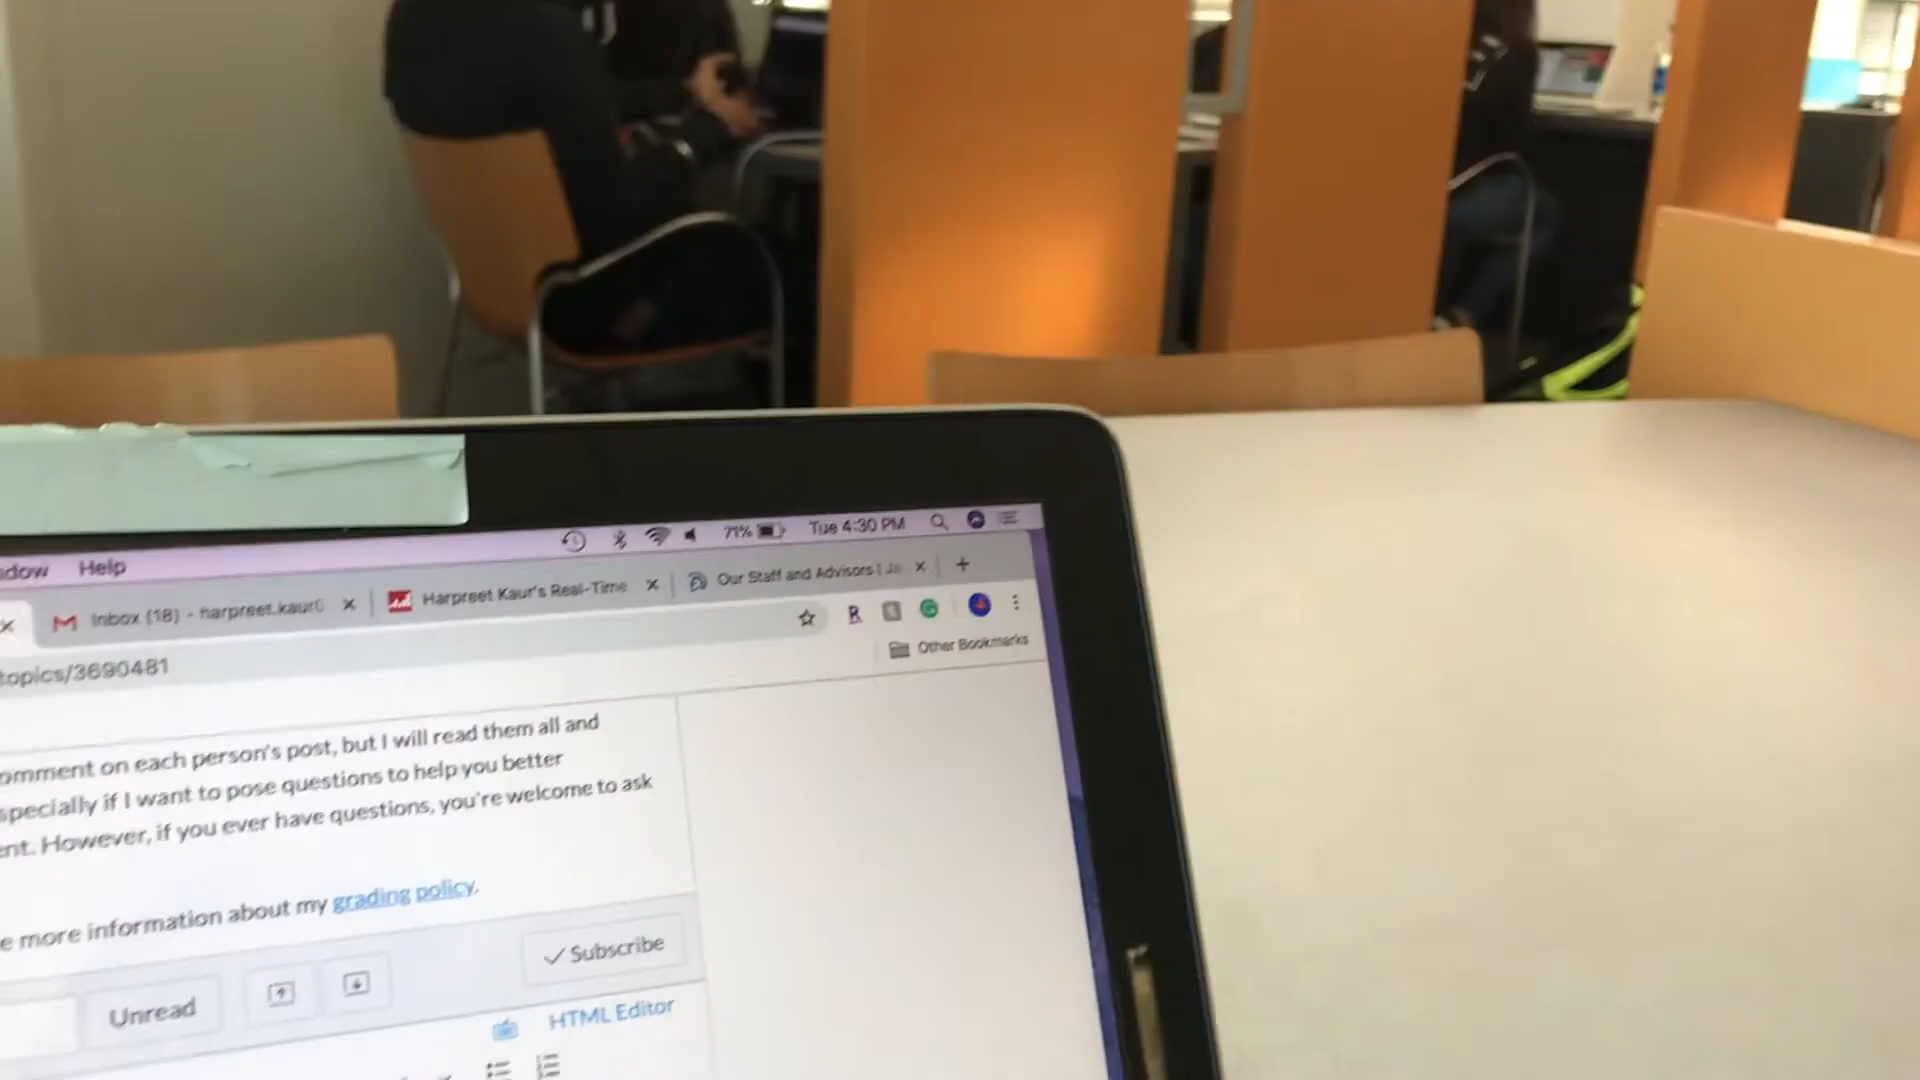 Help
71%
Tue 4:30 PM
Inbox (18) - harpreet.kaur
Harpreet Kaur's Real-Time
Our Staff and Advisors | Ja
topics/3690481
Other Bookmarks
omment on each person's post, but I will read them all and
specially if I want to pose questions to help you better
ent. However, if you ever have questions, you're welcome to ask
e more information about my grading policy.
Unread
Subscribe
HTML Editor